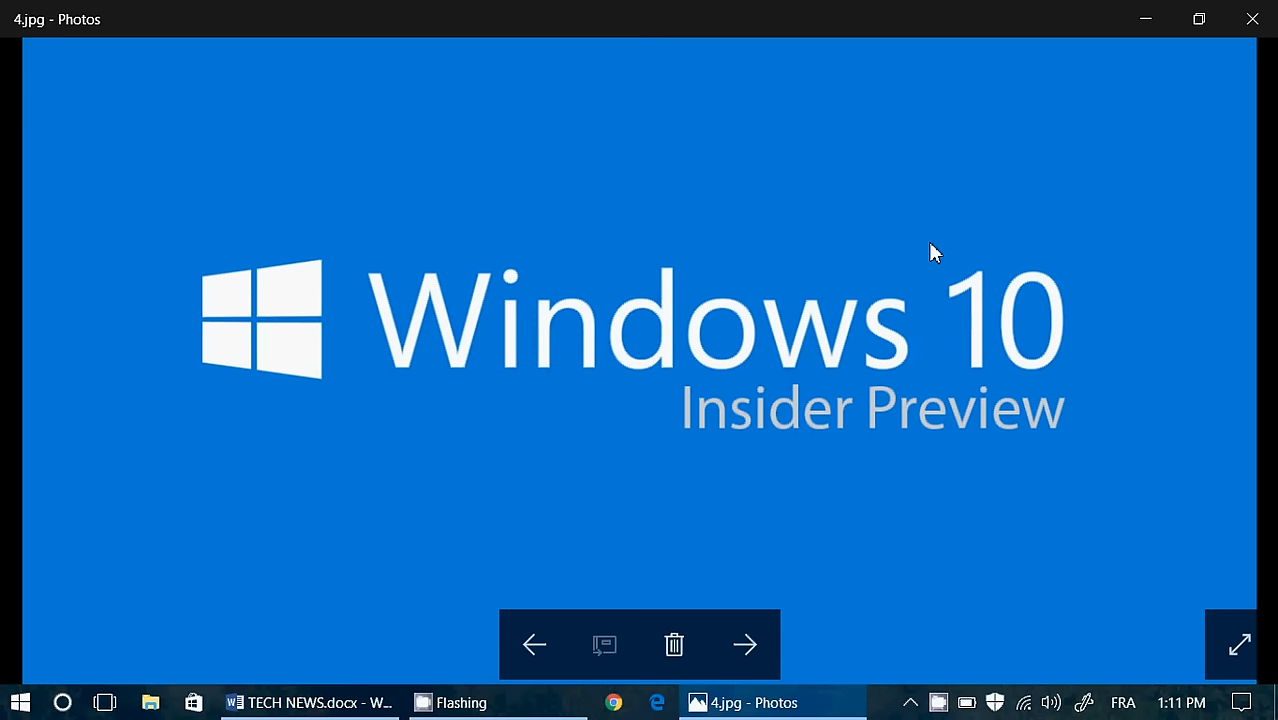 4.jpg - Photos
Windows 10
Insider Preview
TECH NEWS.docx - W...
Flashing
4.jpg - Photos
FRA
1:11 PM